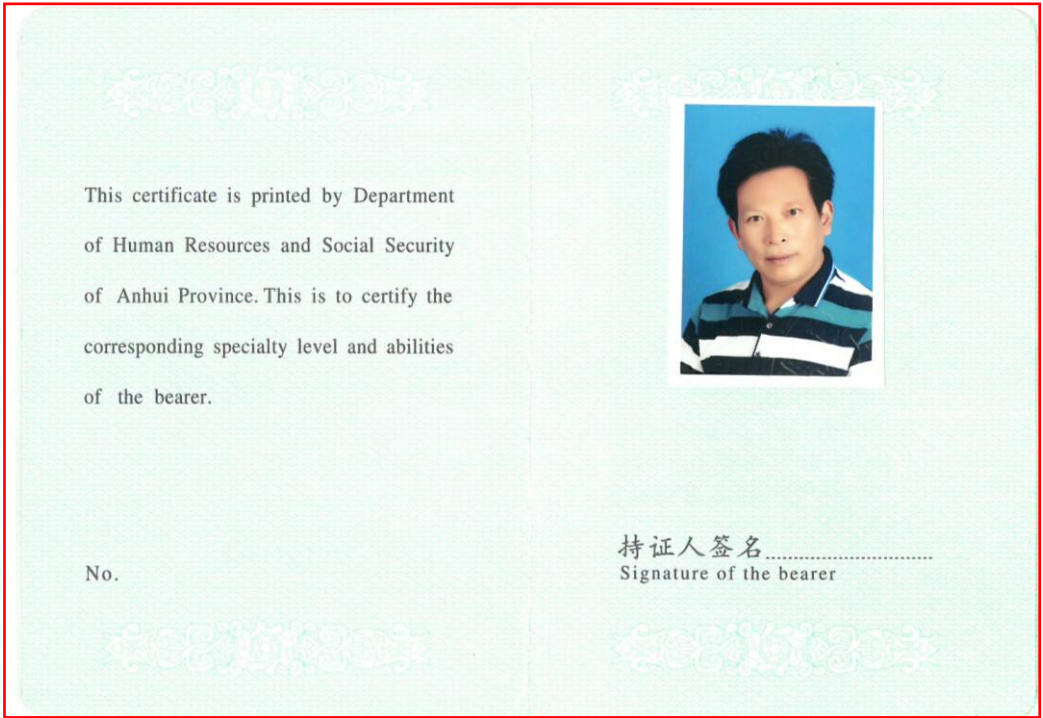 This certificate is printed by Department
of Human Resources and Social Security
of Anhui Province. This is to certify the
corresponding specialty level and abilities
of the bearer.
No.
持证人签名
Signature of the bearer